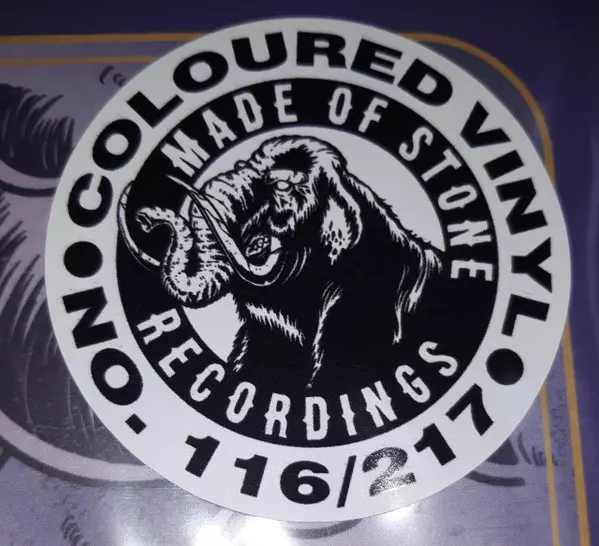 COLOURED VINYL
MADE OF STONE
RECORDINGS
NO. 116/217